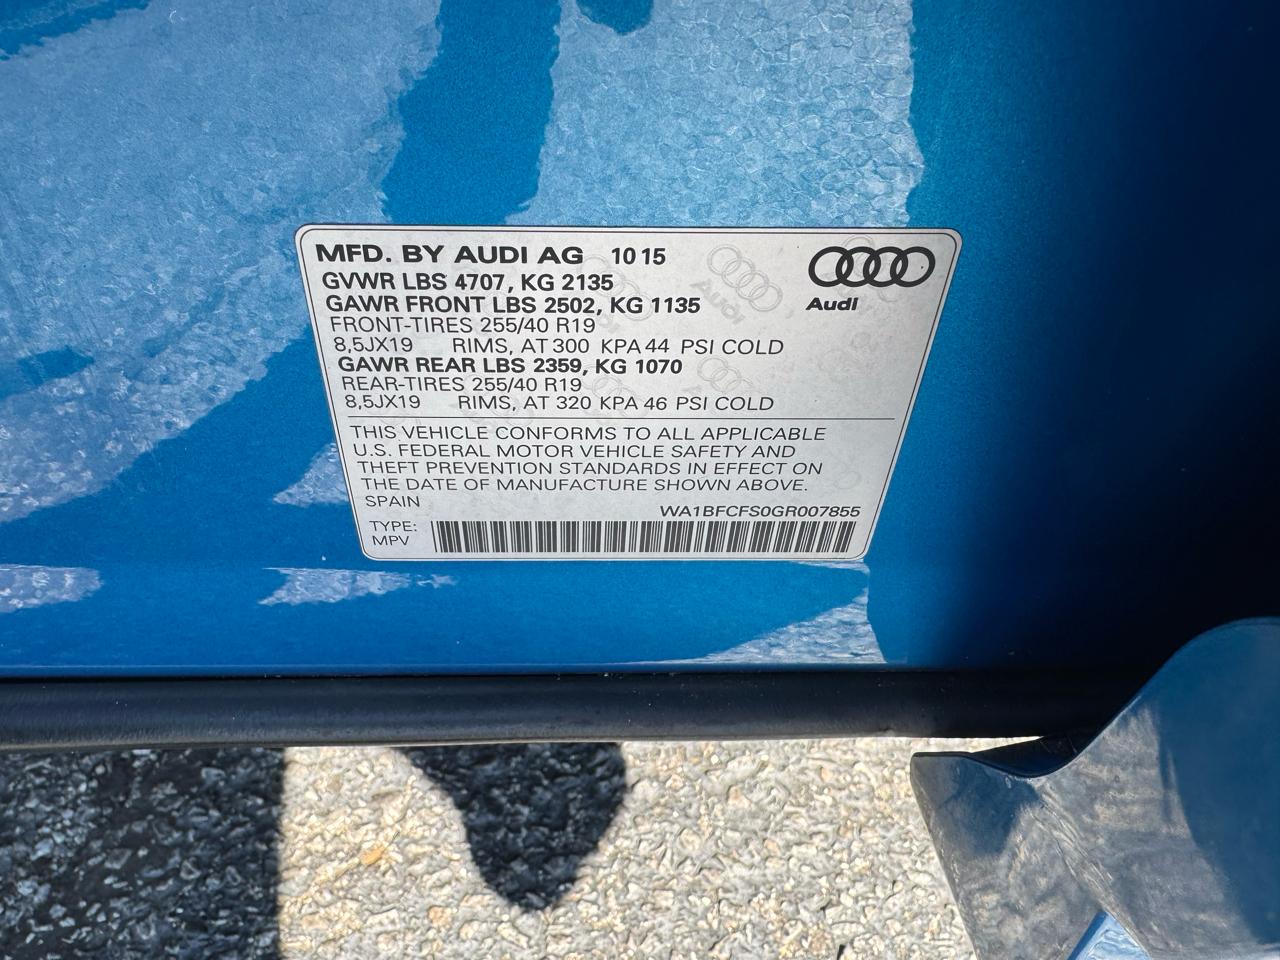 MFD. BY AUDI AG 10 15
GVWR LBS 4707, KG 2135
GAWR FRONT LBS 2502, KG 1135
FRONT-TIRES 255/40 R19
8,5JX19 RIMS, AT 300 KPA 44 PSI COLD
GAWR REAR LBS 2359, KG 1070
REAR-TIRES 255/40 R19
8,5JX19 RIMS, AT 320 KPA 46 PSI COLD
Audi
THIS VEHICLE CONFORMS TO ALL APPLICABLE
U.S. FEDERAL MOTOR VEHICLE SAFETY AND
THEFT PREVENTION STANDARDS IN EFFECT ON
THE DATE OF MANUFACTURE SHOWN ABOVE.
SPAIN
WA1BFCFS0GR007855
TYPE:
MPV